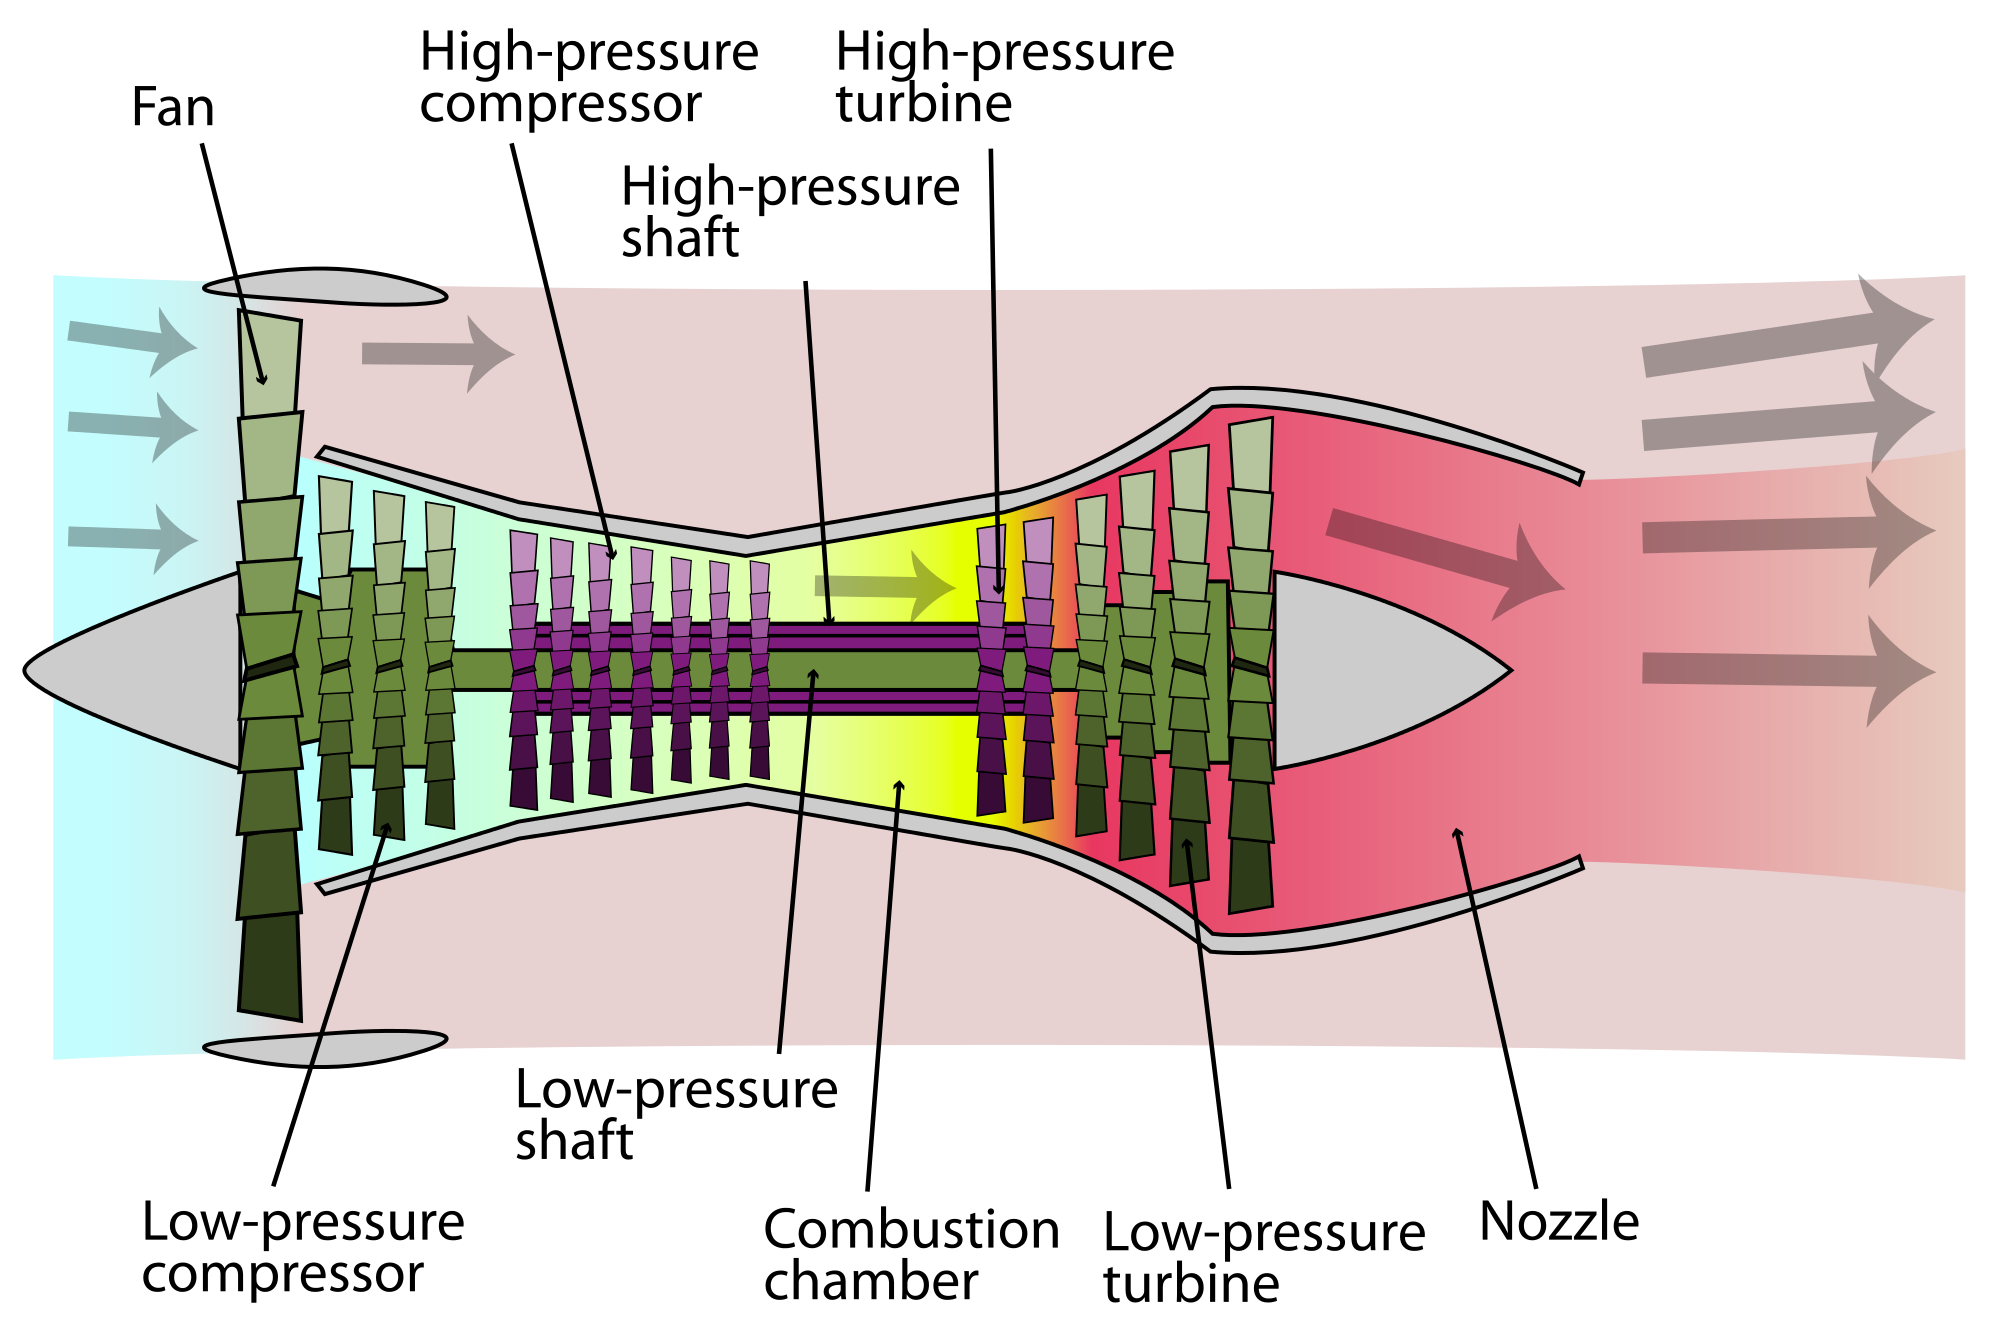 Fan
High-pressure
compressor
High-pressure
turbine
High-pressure
shaft
Low-pressure
shaft
Low-pressure
compressor
Combustion
chamber
Low-pressure
turbine
Nozzle